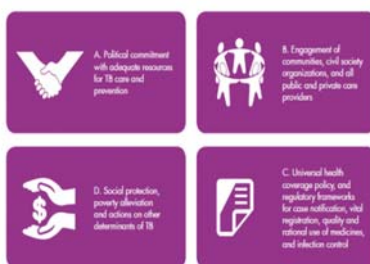 A. Political commitment
with adequate resources
for TB care and
prevention
B. Engagement of
communities, civil society
organizations, and all
public and private care
providers
D. Social protection,
poverty alleviation
and actions on other
determinants of TB
$
C. Universal health
coverage policy, and
regulatory frameworks
for case notification, vital
registration, quality and
rational use of medicines,
and infection control